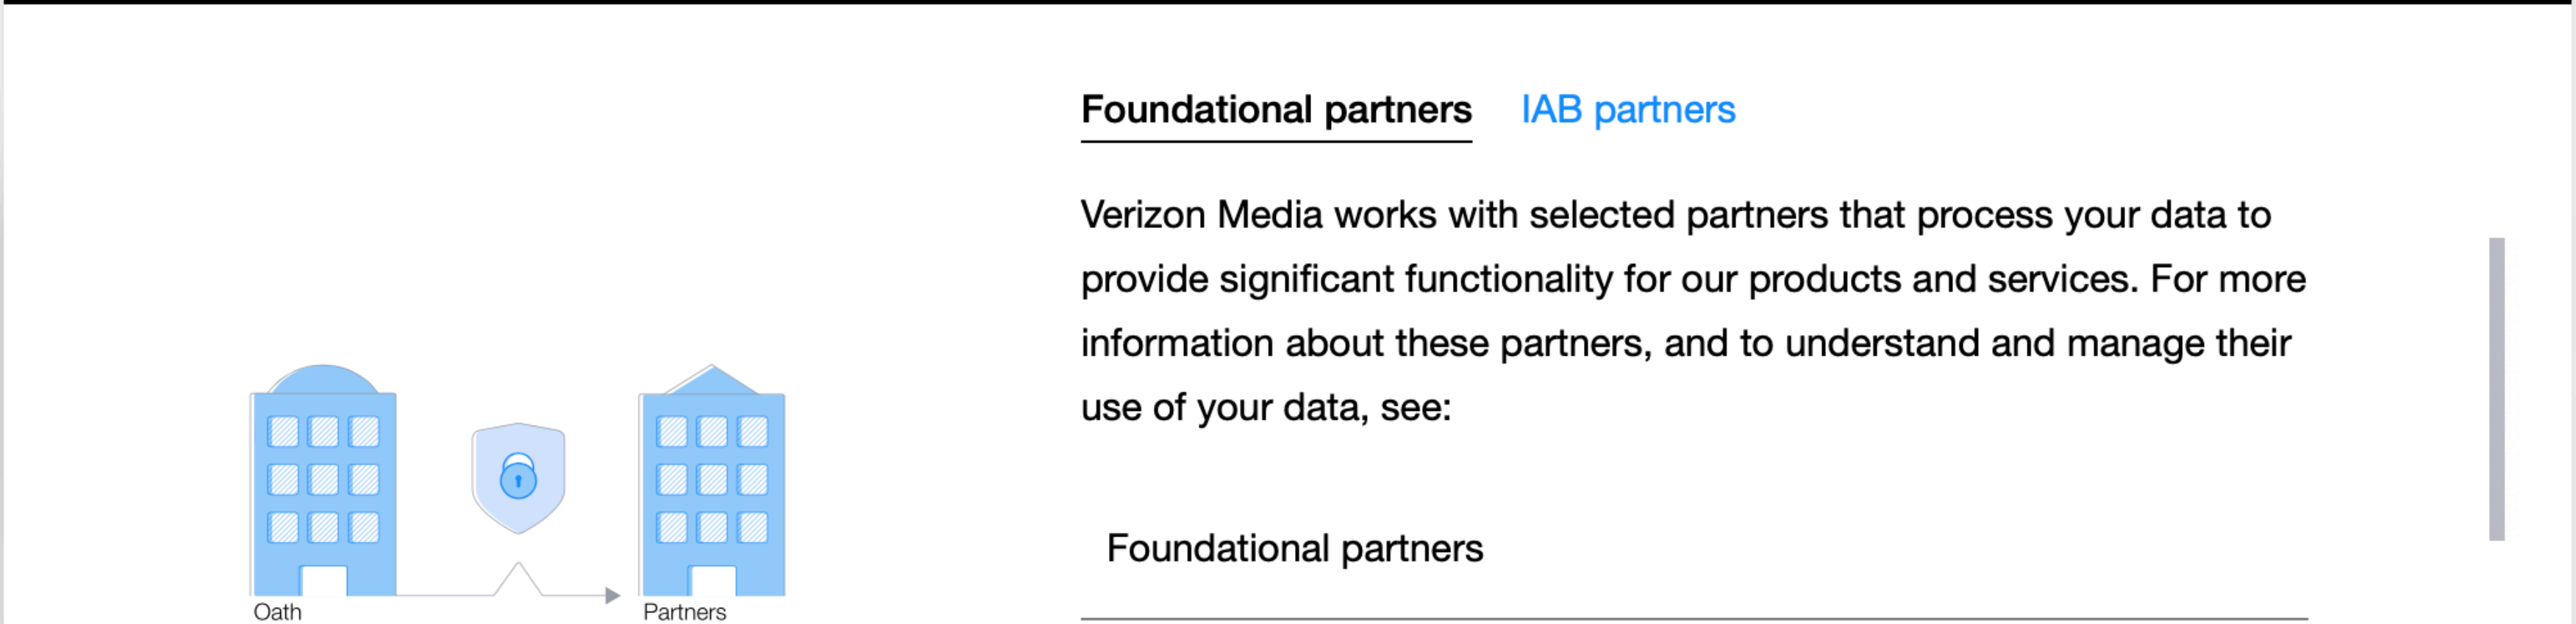 Foundational partners IAB partners
Verizon Media works with selected partners that process your data to
provide significant functionality for our products and services. For more
information about these partners, and to understand and manage their
use of your data, see:
Foundational partners
Oath Partners